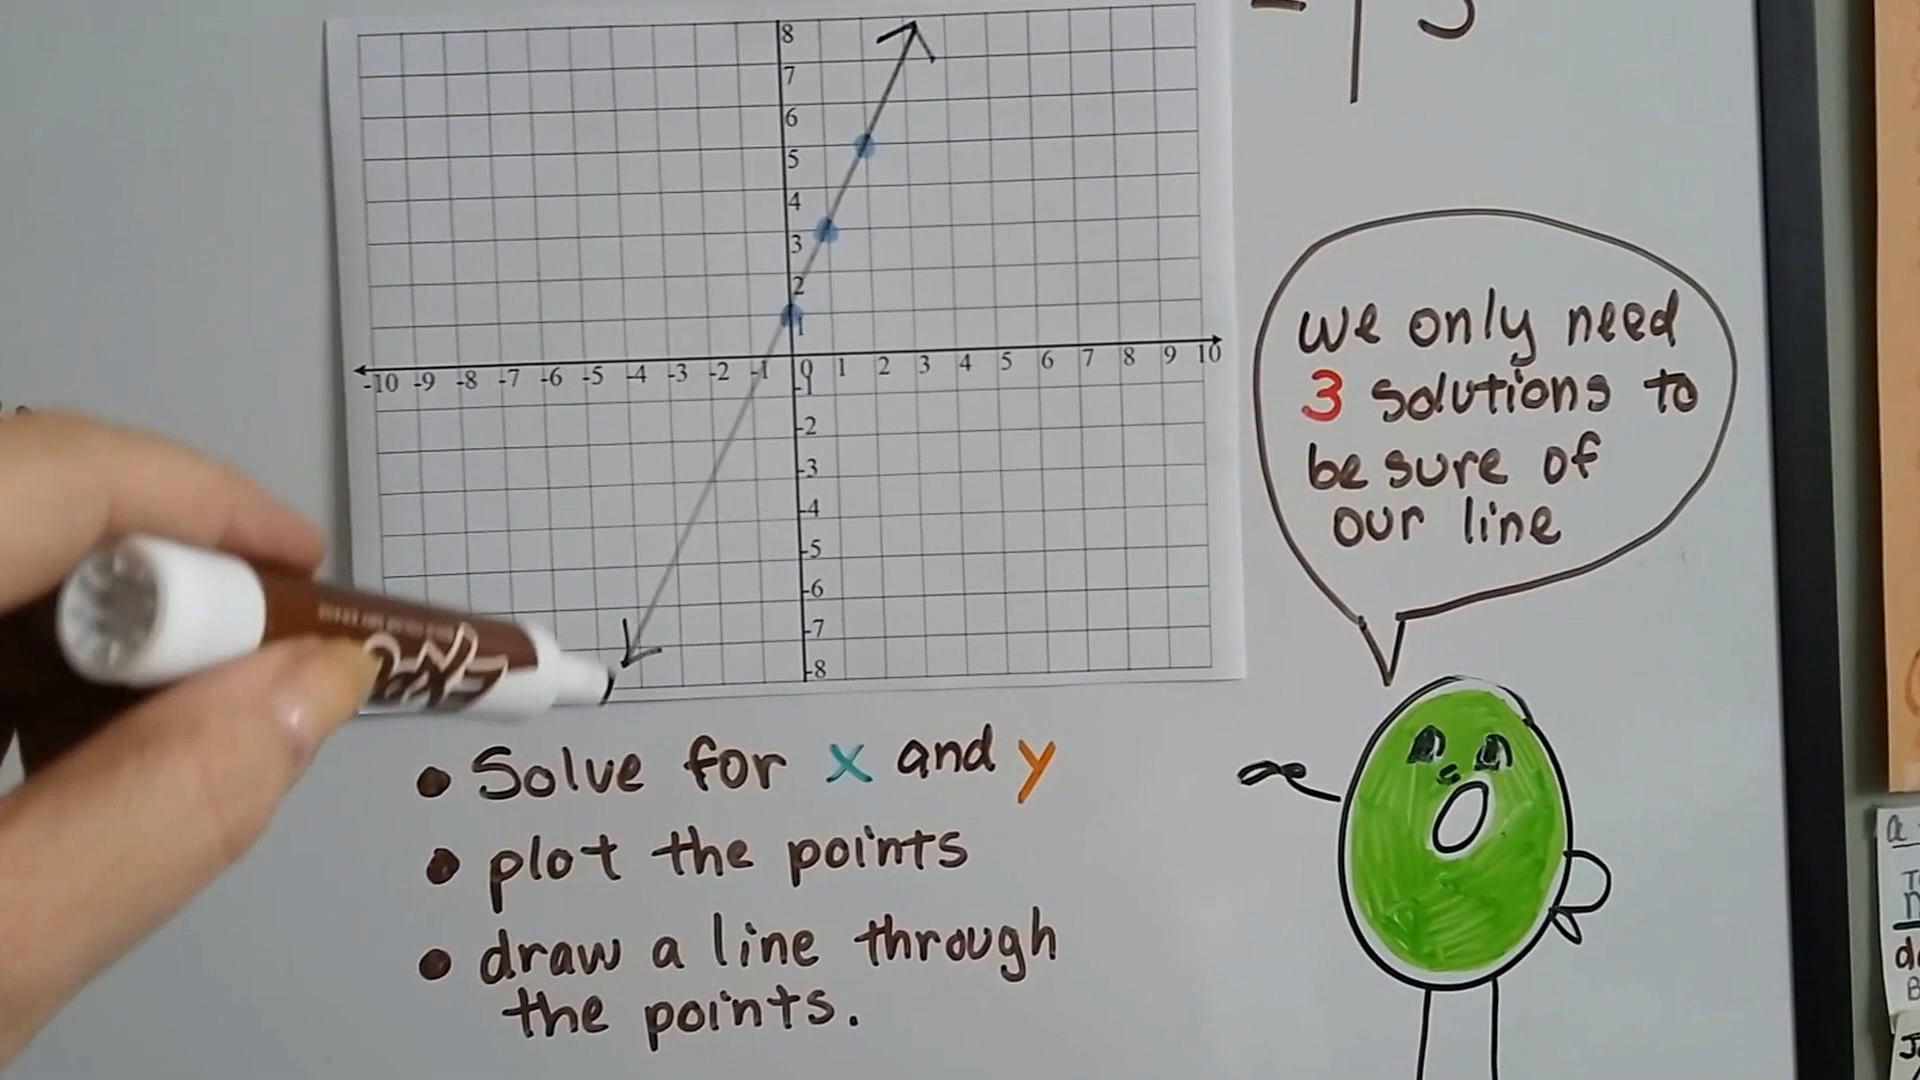 8
7
6
5
4
3
2
1
-10 -9 -8 -7 -6 -5 -4 -3 -2 -1 0 1 2 3 4 5 6 7 8 9 10
-1
-2
-3
-4
-5
-6
-7
-8
we only need
3 solutions to
be sure of
our line
• Solve for x and y
• plot the points
• draw a line through
the points.